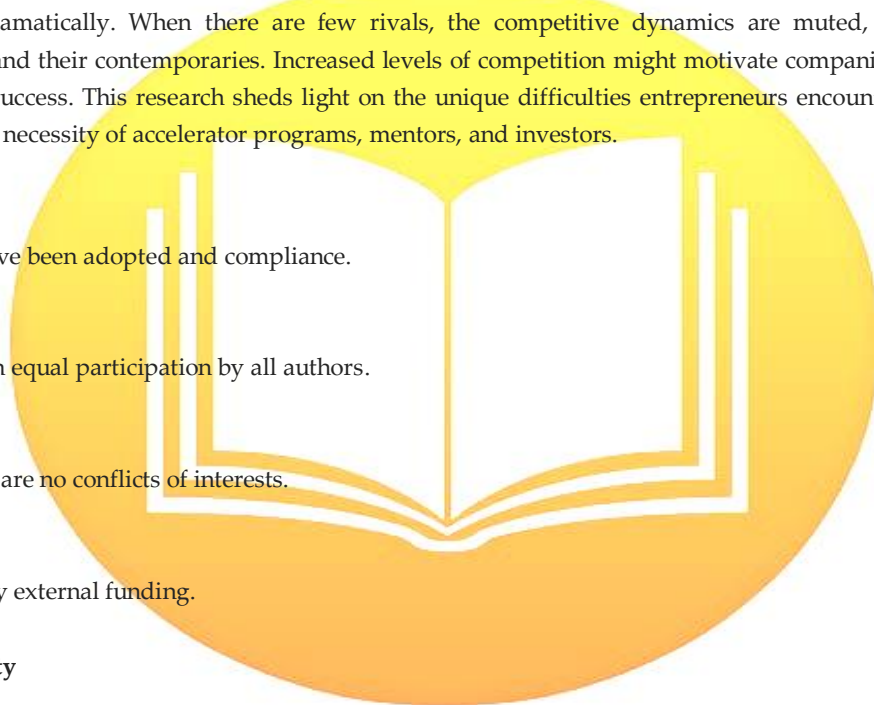 amatically. When there are few rivals, the competitive dynamics are muted,
and their contemporaries. Increased levels of competition might motivate compani
uccess. This research sheds light on the unique difficulties entrepreneurs encoun
necessity of accelerator programs, mentors, and investors.
ve been adopted and compliance.
n equal participation by all authors.
are no conflicts of interests.
y external funding.
ty